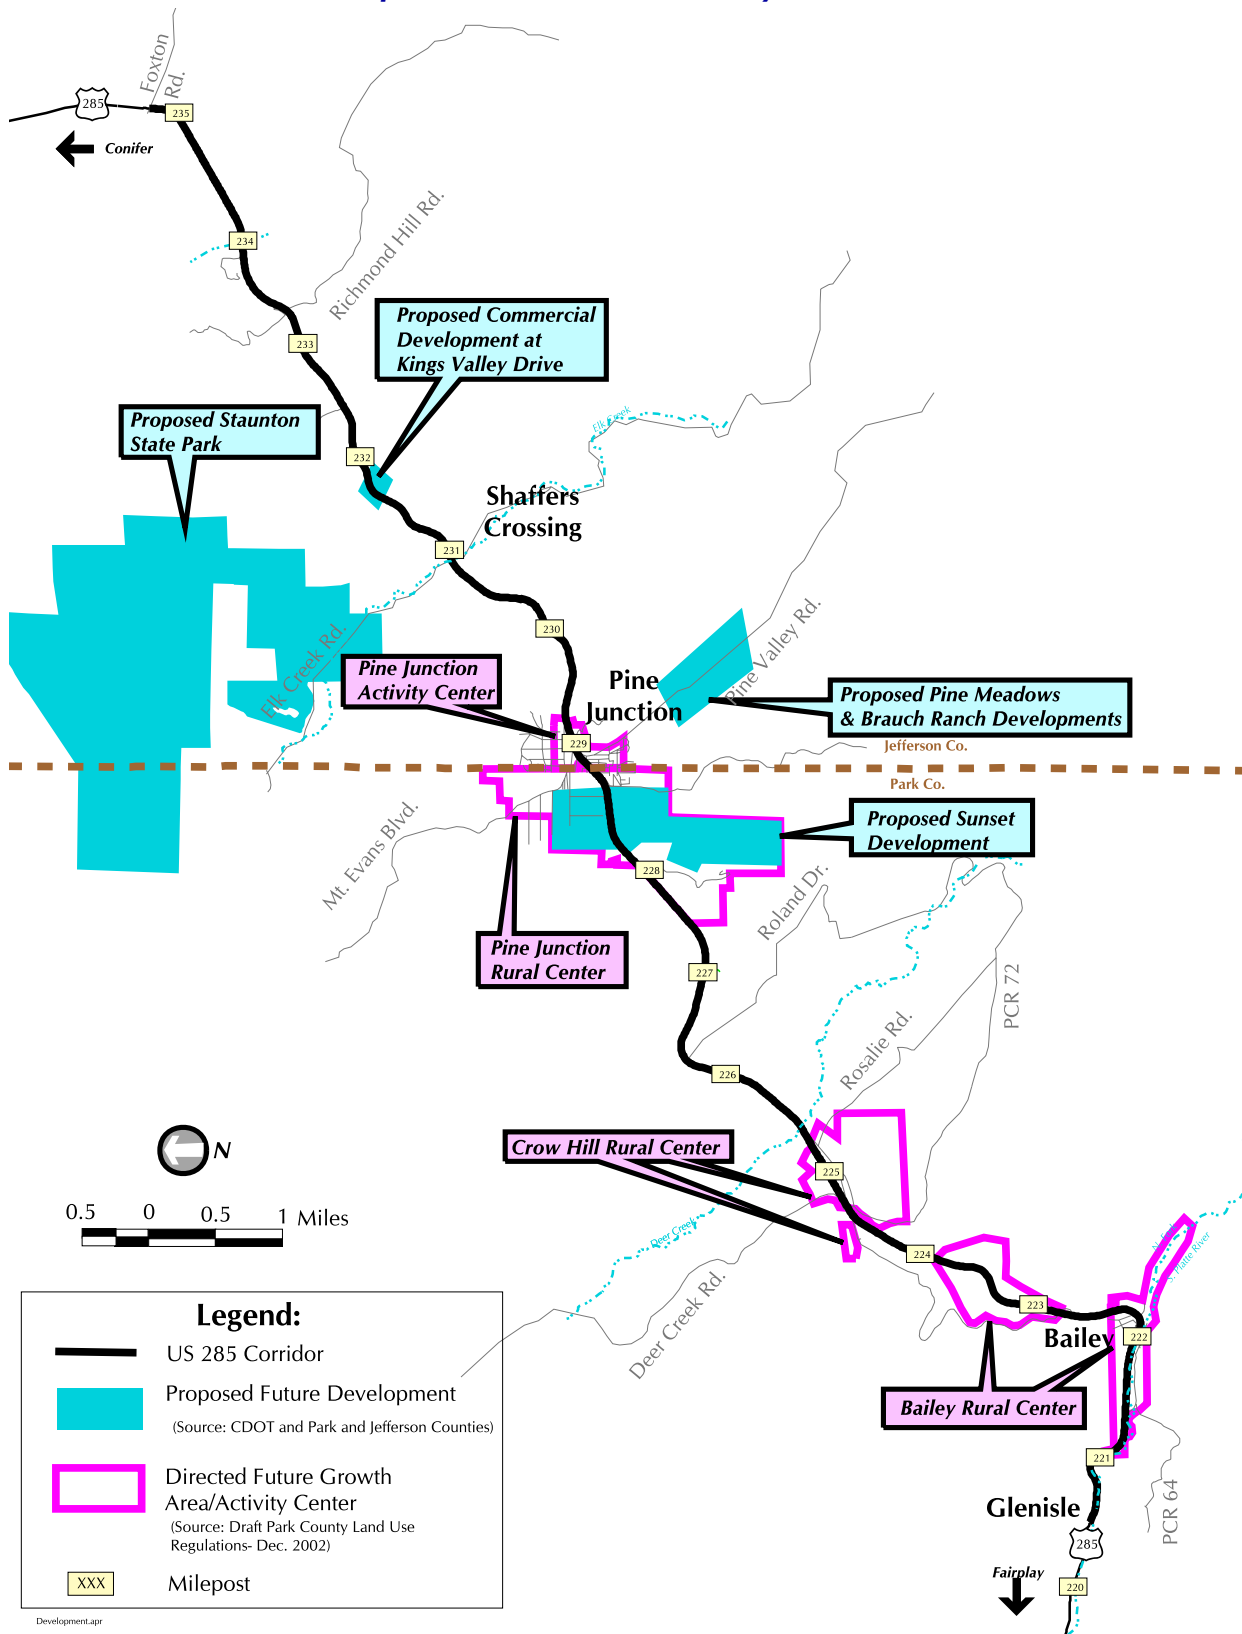 Foxton
Rd.
285
235
Conifer
234
Richmond Hill Rd.
233
Proposed Commercial
Development at
Kings Valley Drive
Proposed Staunton
State Park
Elk Creek
232
Shaffers
Crossing
231
230
Elk Creek Rd.
Pine Valley Rd.
Pine Junction
Activity Center
Pine
Junction
Proposed Pine Meadows
& Brauch Ranch Developments
229
Jefferson Co.
Park Co.
Mt. Evans Blvd.
Proposed Sunset
Development
228
Roland Dr.
Pine Junction
Rural Center
227
PCR 72
Rosalie Rd.
226
N
Crow Hill Rural Center
225
0.5 0 0.5 1 Miles
Deer Creek
224
N. Fork
S. Platte River
Deer Creek Rd.
223
Bailey
222
Bailey Rural Center
221
Glenisle
PCR 64
285
Fairplay
220
Legend:
US 285 Corridor
Proposed Future Development
(Source: CDOT and Park and Jefferson Counties)
Directed Future Growth
Area/Activity Center
(Source: Draft Park County Land Use
Regulations- Dec. 2002)
XXX
Milepost
Development.apr